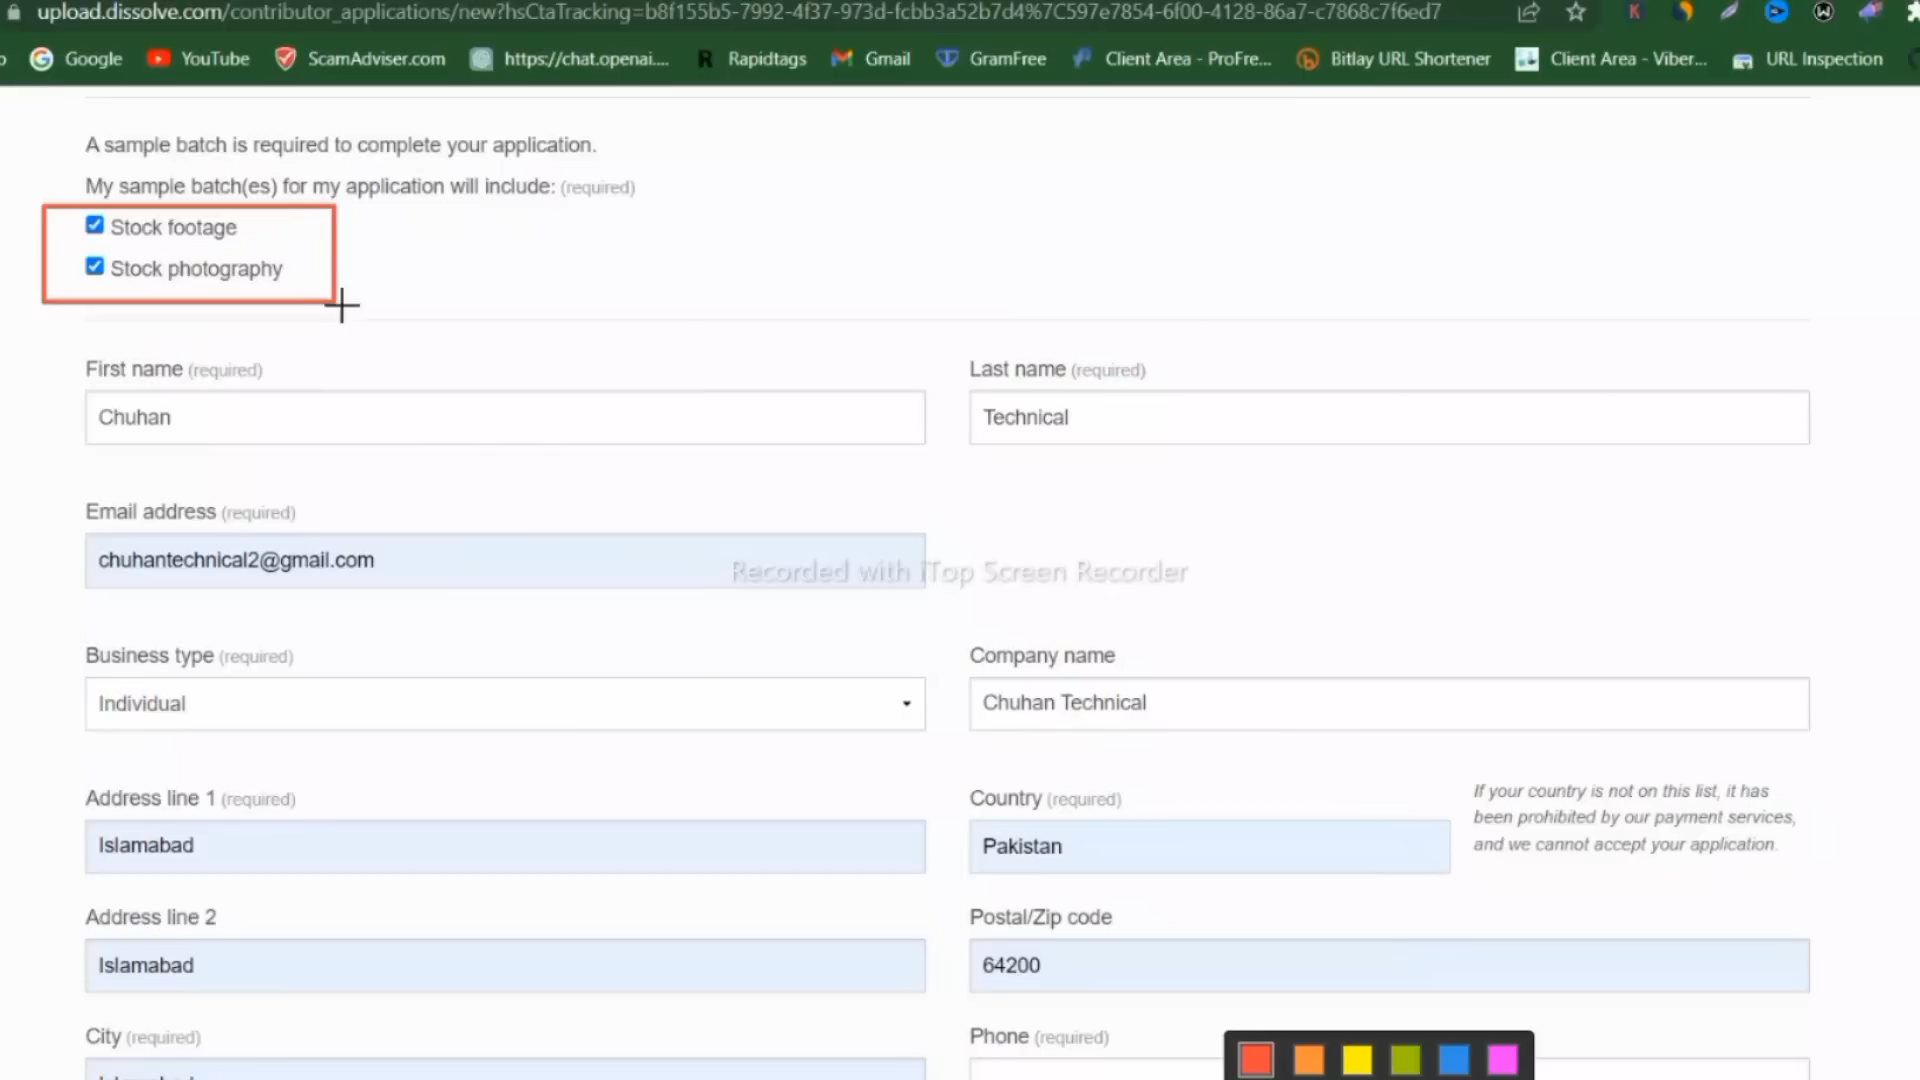 upload.dissolve.com/contributor_applications/new?hsCtaTracking=b8f155b5-7992-4f37-973d-fcbb3a52b7d4%7C597e7854-6f00-4128-86a7-c7868c7f6ed7
Google YouTube ScamAdviser.com https://chat.openai.... Rapidtags Gmail GramFree Client Area - ProFre... Bitlay URL Shortener Client Area - Viber... URL Inspection
A sample batch is required to complete your application.
My sample batch(es) for my application will include: (required)
Stock footage
Stock photography
First name (required) Last name (required)
Chuhan Technical
Email address (required)
chuhantechnical2@gmail.com
Recorded with iTop Screen Recorder
Business type (required) Company name
Individual Chuhan Technical
Address line 1 (required) Country (required)
If your country is not on this list, it has
been prohibited by our payment services,
and we cannot accept your application.
Islamabad Pakistan
Address line 2 Postal/Zip code
Islamabad 64200
City (required) Phone (required)